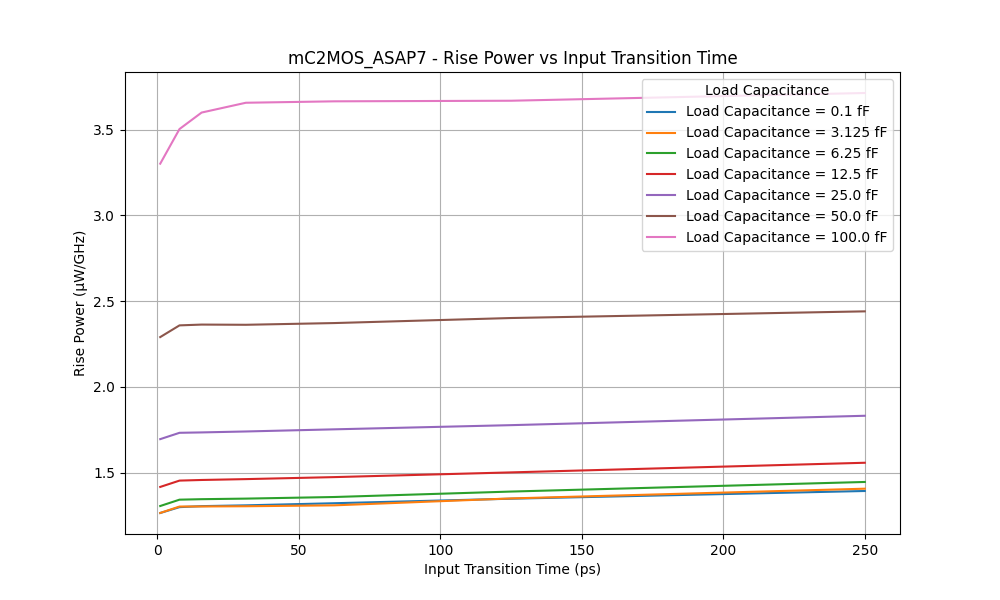 mC2MOS_ASAP7 - Rise Power vs Input Transition Time
Rise Power (μW/GHz)
3.5
3.0
2.5
2.0
1.5
Load Capacitance
Load Capacitance = 0.1 fF
Load Capacitance = 3.125 fF
Load Capacitance = 6.25 fF
Load Capacitance = 12.5 fF
Load Capacitance = 25.0 fF
Load Capacitance = 50.0 fF
Load Capacitance = 100.0 fF
0 50 100 150 200 250
Input Transition Time (ps)